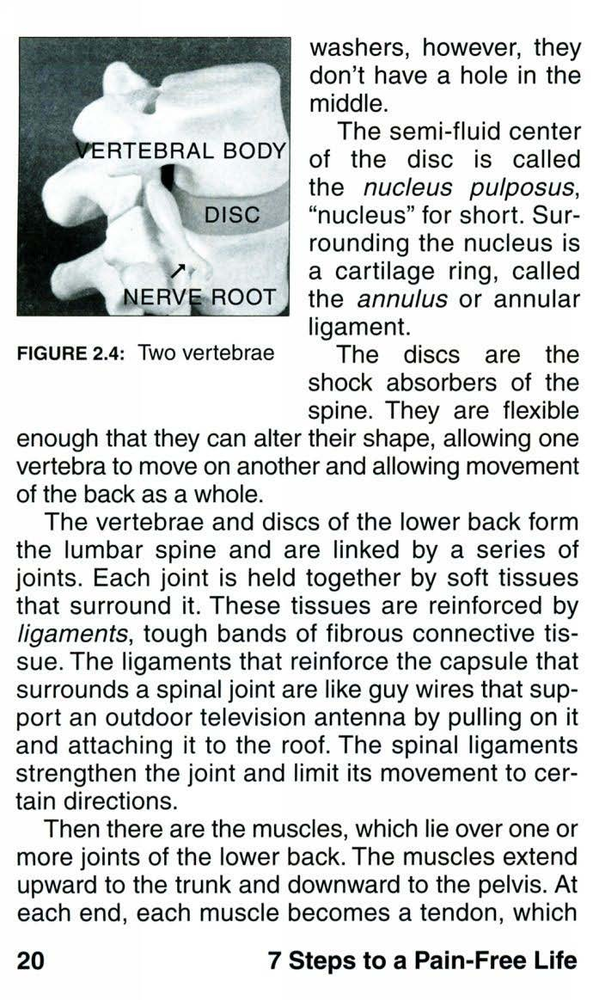 VERTEBRAL BODY
DISC
NERVE ROOT
FIGURE 2.4: Two vertebrae
washers, however, they
don't have a hole in the
middle.
The semi-fluid center
of the disc is called
the nucleus pulposus,
“nucleus” for short. Sur-
rounding the nucleus is
a cartilage ring, called
the annulus or annular
ligament.
The discs are the
shock absorbers of the
spine. They are flexible
enough that they can alter their shape, allowing one
vertebra to move on another and allowing movement
of the back as a whole.
The vertebrae and discs of the lower back form
the lumbar spine and are linked by a series of
joints. Each joint is held together by soft tissues
that surround it. These tissues are reinforced by
ligaments, tough bands of fibrous connective tis-
sue. The ligaments that reinforce the capsule that
surrounds a spinal joint are like guy wires that sup-
port an outdoor television antenna by pulling on it
and attaching it to the roof. The spinal ligaments
strengthen the joint and limit its movement to cer-
tain directions.
Then there are the muscles, which lie over one or
more joints of the lower back. The muscles extend
upward to the trunk and downward to the pelvis. At
each end, each muscle becomes a tendon, which
20 7 Steps to a Pain-Free Life